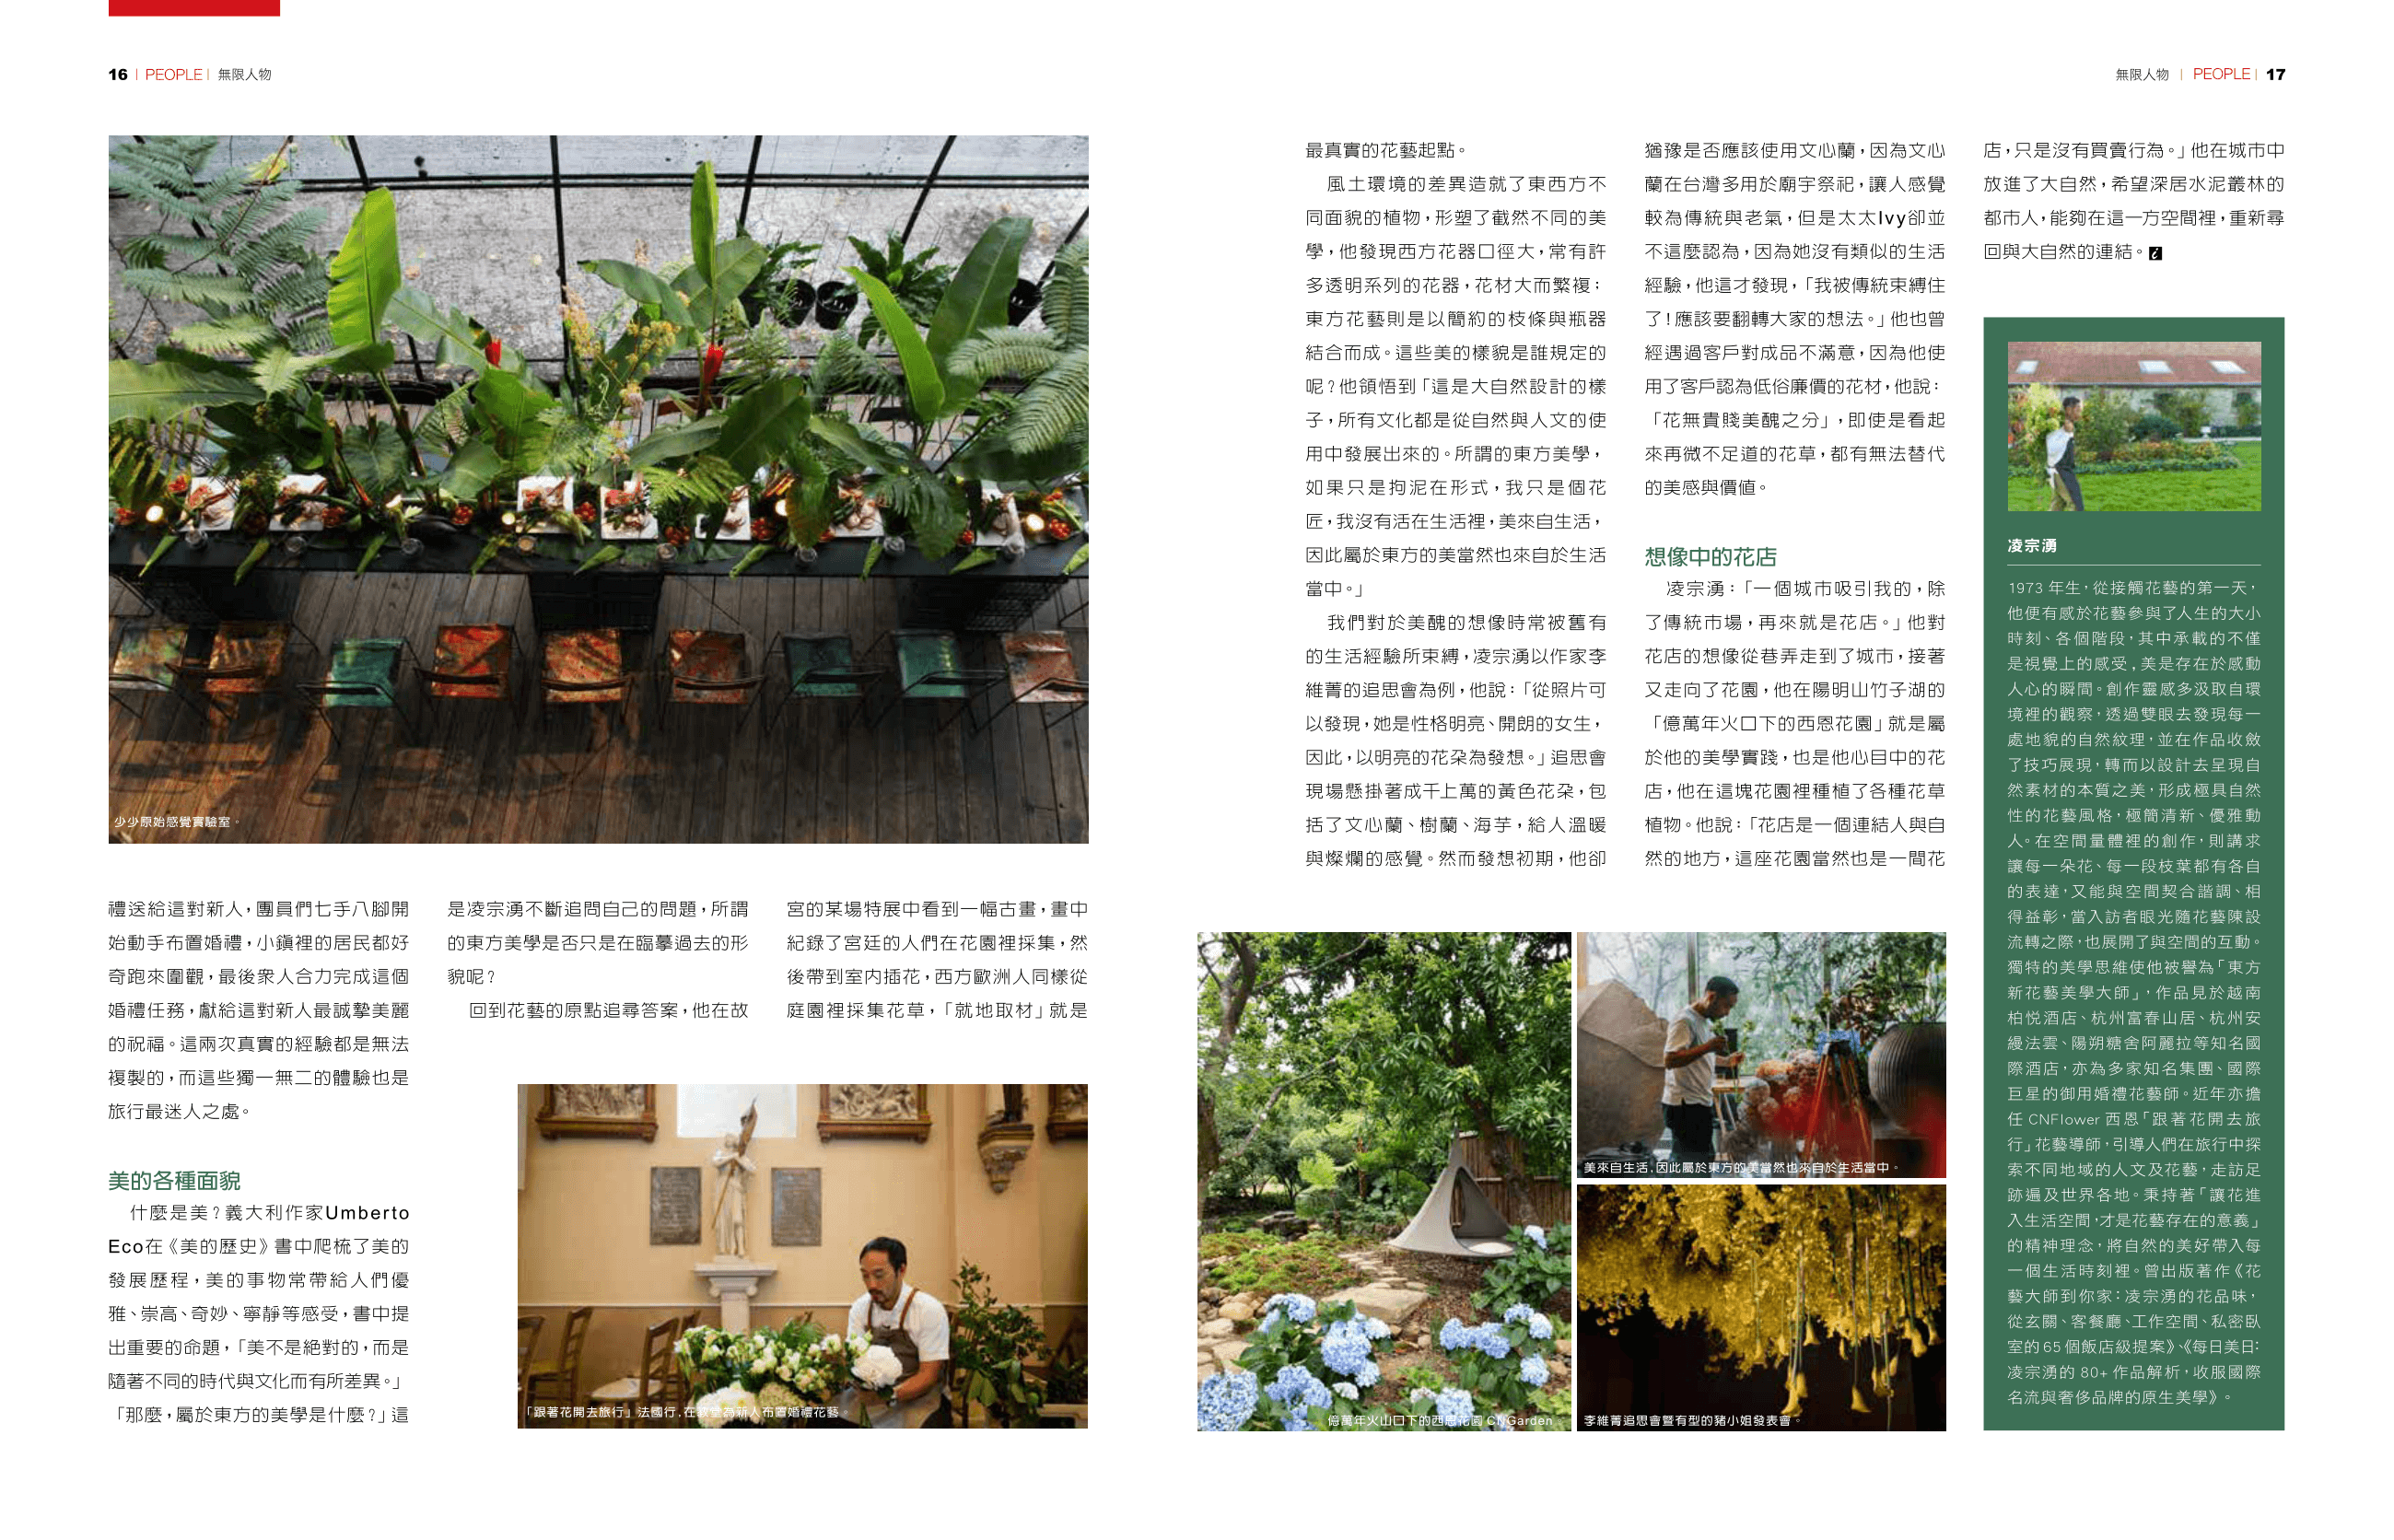 16 | PEOPLE | 無限人物
少少原始感覺實驗室。
禮送給這對新人，團員們七手八腳開
始動手布置婚禮，小鎮裡的居民都好
奇跑來圍觀，最後眾人合力完成這個
婚禮任務，獻給這對新人最誠摯美麗
的祝福。這兩次真實的經驗都是無法
複製的，而這些獨一無二的體驗也是
旅行最迷人之處。
美的各種面貌
什麼是美？義大利作家Umberto
Eco在《美的歷史》書中爬梳了美的
發展歷程，美的事物常帶給人們優
雅、崇高、奇妙、寧靜等感受，書中提
出重要的命題，「美不是絕對的，而是
隨著不同的時代與文化而有所差異。」
「那麼，屬於東方的美學是什麼？」這
是凌宗湧不斷追問自己的問題，所謂
的東方美學是否只是在臨摹過去的形
貌呢？
回到花藝的原點追尋答案，他在故
宮的某場特展中看到一幅古畫，畫中
紀錄了宮廷的人們在花園裡採集，然
後帶到室內插花，西方歐洲人同樣從
庭園裡採集花草，「就地取材」就是
「跟著花開去旅行」法國行，在教堂為新人布置婚禮花藝。
無限人物 | PEOPLE | 17
最真實的花藝起點。
風土環境的差異造就了東西方不
同面貌的植物，形塑了截然不同的美
學，他發現西方花器口徑大，常有許
多透明系列的花器，花材大而繁複；
東方花藝則是以簡約的枝條與瓶器
結合而成。這些美的樣貌是誰規定的
呢？他領悟到「這是大自然設計的樣
子，所有文化都是從自然與人文的使
用中發展出來的。所謂的東方美學，
如果只是拘泥在形式，我只是個花
匠，我沒有活在生活裡，美來自生活，
因此屬於東方的美當然也來自於生活
當中。」
我們對於美醜的想像時常被舊有
的生活經驗所束縛，凌宗湧以作家李
維菁的追思會為例，他說：「從照片可
以發現，她是性格明亮、開朗的女生，
因此，以明亮的花朵為發想。」追思會
現場懸掛著成千上萬的黃色花朵，包
括了文心蘭、樹蘭、海芋，給人溫暖
與燦爛的感覺。然而發想初期，他卻
猶豫是否應該使用文心蘭，因為文心
蘭在台灣多用於廟宇祭祀，讓人感覺
較為傳統與老氣，但是太太Ivy卻並
不這麼認為，因為她沒有類似的生活
經驗，他這才發現，「我被傳統束縛住
了！應該要翻轉大家的想法。」他也曾
經遇過客戶對成品不滿意，因為他使
用了客戶認為低俗廉價的花材，他說：
「花無貴賤美醜之分」，即使是看起
來再微不足道的花草，都有無法替代
的美感與價值。
想像中的花店
凌宗湧：「一個城市吸引我的，除
了傳統市場，再來就是花店。」他對
花店的想像從巷弄走到了城市，接著
又走向了花園，他在陽明山竹子湖的
「億萬年火口下的西恩花園」就是屬
於他的美學實踐，也是他心目中的花
店，他在這塊花園裡種植了各種花草
植物。他說：「花店是一個連結人與自
然的地方，這座花園當然也是一間花
店，只是沒有買賣行為。」他在城市中
放進了大自然，希望深居水泥叢林的
都市人，能夠在這一方空間裡，重新尋
回與大自然的連結。i
億萬年火山口下的西恩花園 CNGarden
美來自生活，因此屬於東方的美當然也來自於生活當中。
李維菁追思會暨有型的豬小姐發表會。
凌宗湧
1973 年生，從接觸花藝的第一天，
他便有感於花藝參與了人生的大小
時刻、各個階段，其中承載的不僅
是視覺上的感受，美是存在於感動
人心的瞬間。創作靈感多汲取自環
境裡的觀察，透過雙眼去發現每一
處地貌的自然紋理，並在作品收斂
了技巧展現，轉而以設計去呈現自
然素材的本質之美，形成極具自然
性的花藝風格，極簡清新、優雅動
人。在空間量體裡的創作，則講求
讓每一朵花、每一段枝葉都有各自
的表達，又能與空間契合諧調、相
得益彰，當入訪者眼光隨花藝陳設
流轉之際，也展開了與空間的互動。
獨特的美學思維使他被譽為「東方
新花藝美學大師」，作品見於越南
柏悅酒店、杭州富春山居、杭州安
縵法雲、陽朔糖舍阿麗拉等知名國
際酒店，亦為多家知名集團、國際
巨星的御用婚禮花藝師。近年亦擔
任 CNFlower 西恩「跟著花開去旅
行」花藝導師，引導人們在旅行中探
索不同地域的人文及花藝，走訪足
跡遍及世界各地。秉持著「讓花進
入生活空間，才是花藝存在的意義」
的精神理念，將自然的美好帶入每
一個生活時刻裡。曾出版著作《花
藝大師到你家：凌宗湧的花品味，
從玄關、客餐廳、工作空間、私密臥
室的 65 個飯店級提案》、《每日美日：
凌宗湧的 80+ 作品解析，收服國際
名流與奢侈品牌的原生美學》。